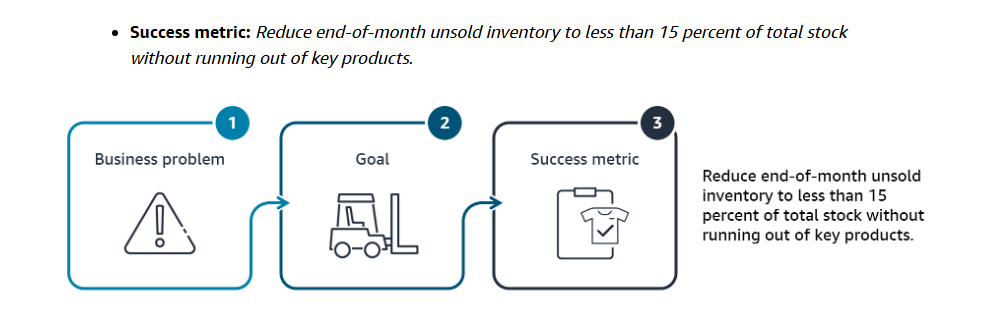 • Success metric: Reduce end-of-month unsold inventory to less than 15 percent of total stock
without running out of key products.
1
Business problem
2
Goal
3
Success metric
Reduce end-of-month unsold
inventory to less than 15
percent of total stock without
running out of key products.